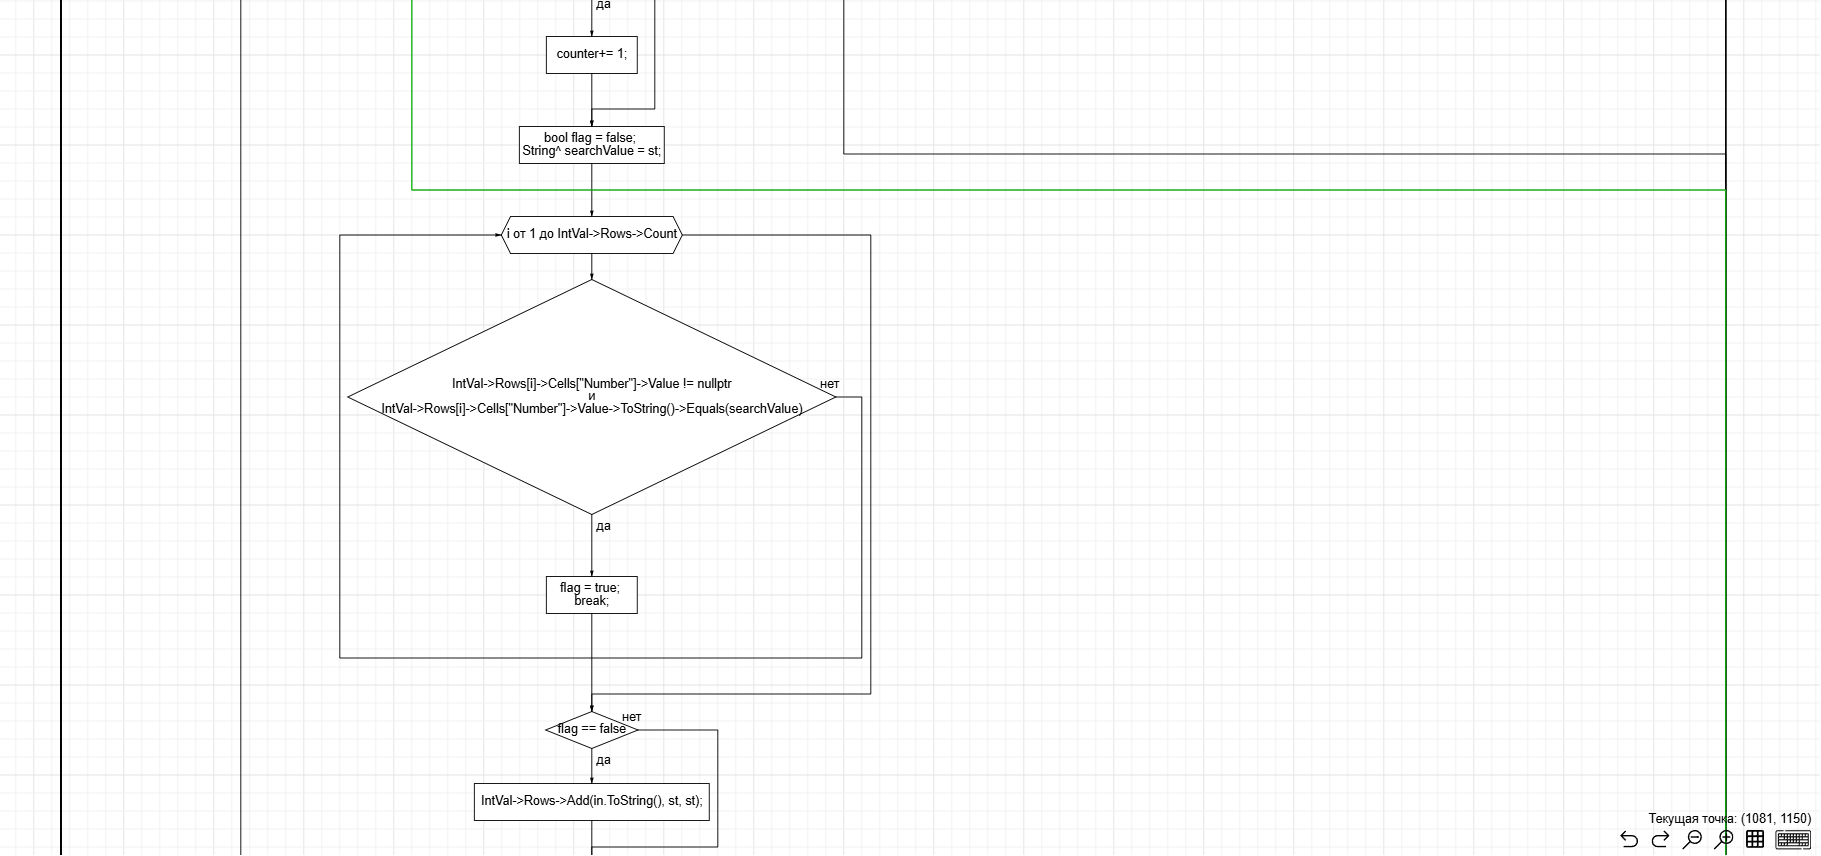 да
counter+= 1;
bool flag = false;
String^ searchValue = st;
i от 1 до IntVal->Rows->Count
IntVal->Rows[i]->Cells["Number"]->Value != nullptr
и
IntVal->Rows[i]->Cells["Number"]->Value->ToString()->Equals(searchValue)
нет
да
flag = true;
break;
flag == false
нет
да
IntVal->Rows->Add(in.ToString(), st, st);
Текущая точка: (1081, 1150)